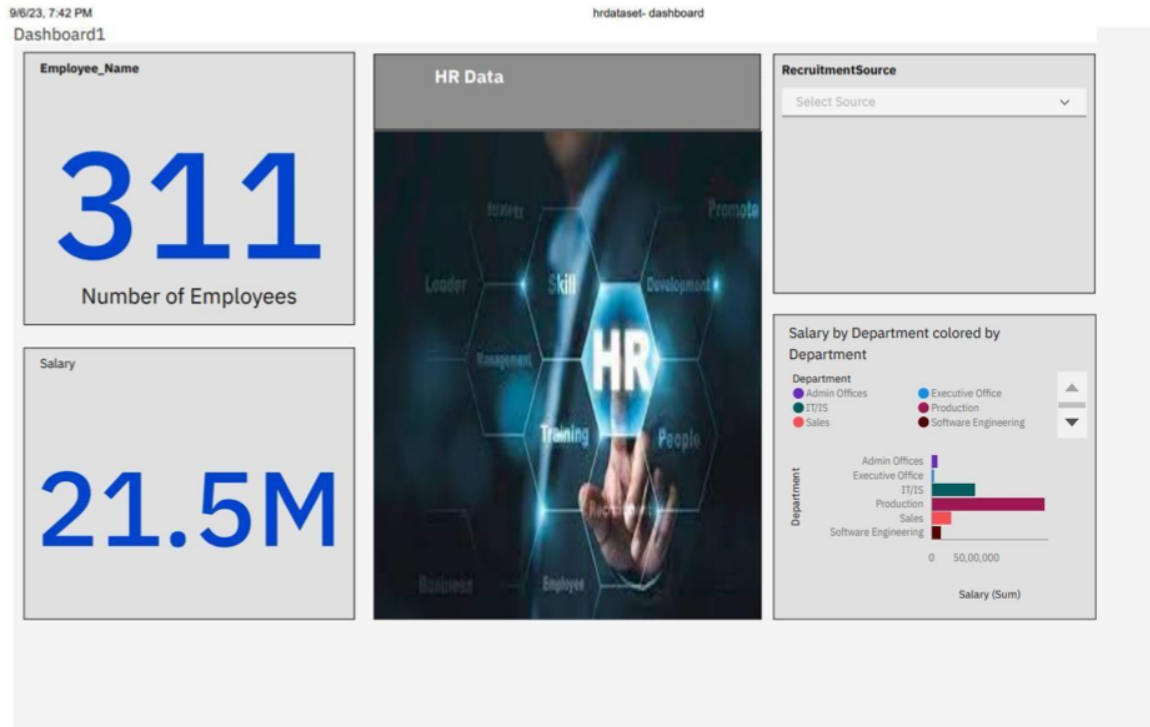 9/6/23, 7:42 PM
hrdataset- dashboard
Dashboard1
Employee_Name
311
Number of Employees
Salary
21.5M
HR Data
Strategy
Promote
Leader
Skill
Development
Management
HR
Training
People
Recruitment
Business
Employee
RecruitmentSource
Select Source
Salary by Department colored by
Department
Department
Admin Offices
Executive Office
IT/IS
Production
Sales
Software Engineering
Department
Admin Offices
Executive Office
IT/IS
Production
Sales
Software Engineering
0 50,00,000
Salary (Sum)